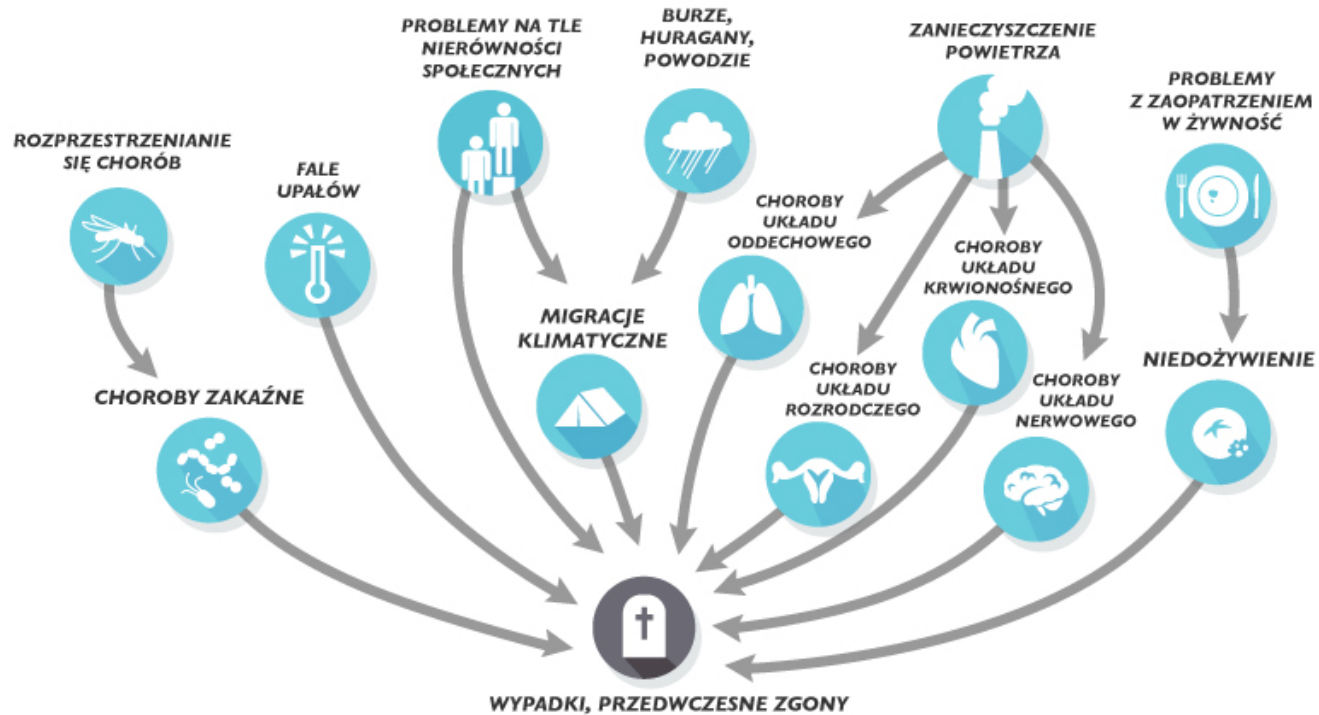 PROBLEMY NA TLE
NIERÓWNOŚCI
SPOŁECZNYCH
BURZE,
HURAGANY,
POWODZIE
ZANIECZYSZCZENIE
POWIETRZA
PROBLEMY
Z ZAOPATRZENIEM
W ŻYWNOŚĆ
ROZPRZESTRZENIANIE
SIĘ CHORÓB
FALE
UPAŁÓW
CHOROBY
UKŁADU
ODDECHOWEGO
CHOROBY
UKŁADU
KRWIONOŚNEGO
MIGRACJE
KLIMATYCZNE
CHOROBY
UKŁADU
ROZRODCZEGO
CHOROBY
UKŁADU
NERWOWEGO
NIEDOŻYWIENIE
CHOROBY ZAKAŹNE
WYPADKI, PRZEDWCZESNE ZGONY